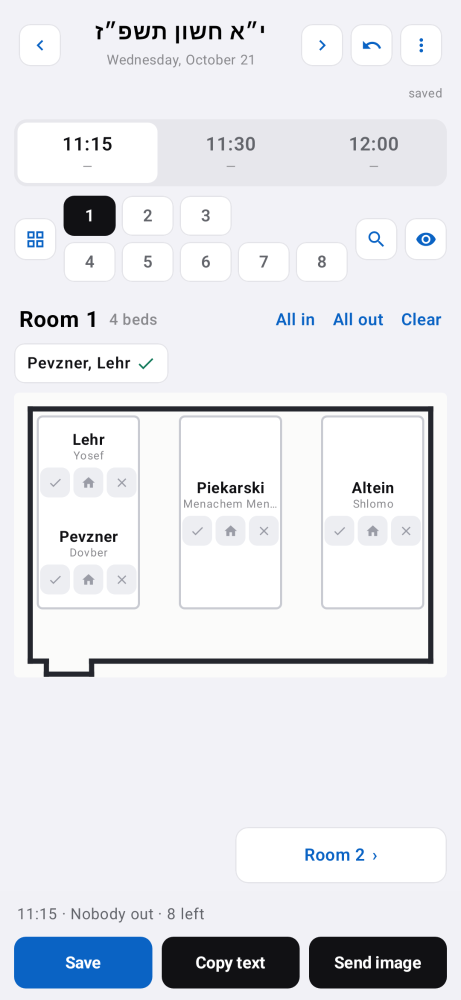 י״א חשון תשפ״ז
Wednesday, October 21
saved
11:15 11:30 12:00
– – –
1 2 3
4 5 6 7 8
Room 1 4 beds All in All out Clear
Pevzner, Lehr
Lehr
Yosef
Pevzner
Dovber
Piekarski
Menachem Men...
Altein
Shlomo
Room 2 ›
11:15 · Nobody out · 8 left
Save Copy text Send image